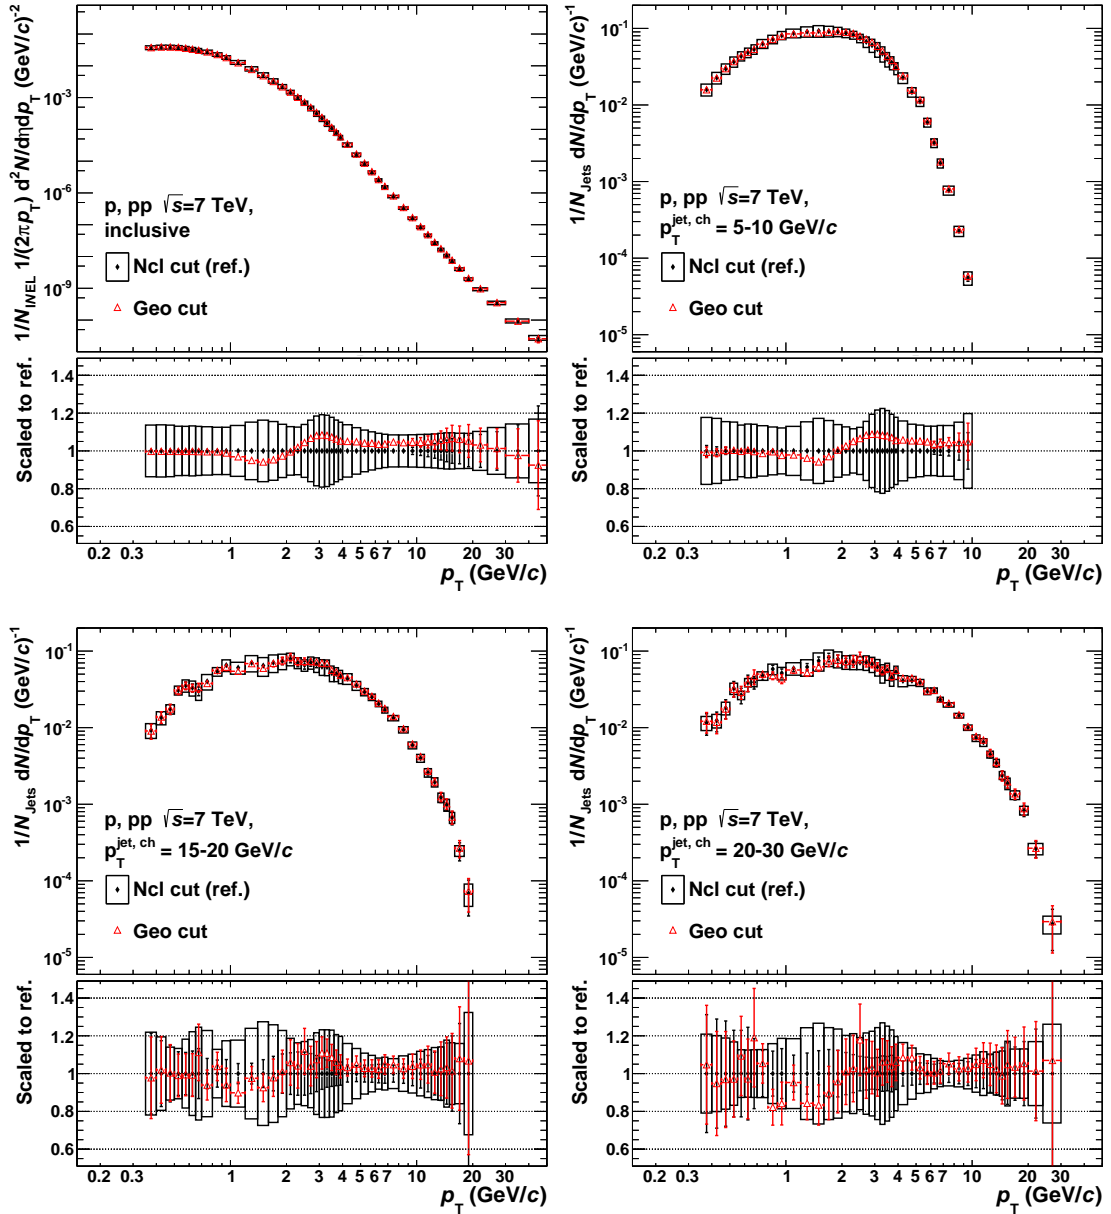 1/N_INEL 1/(2πp_T) d²N/dηdp_T (GeV/c)⁻²
10⁻³
10⁻⁶
10⁻⁹
p, pp √s=7 TeV,
inclusive
Ncl cut (ref.)
Geo cut
Scaled to ref.
1.4
1.2
1
0.8
0.6
0.2 0.3 1 2 3 4 5 6 7 10 20 30
p_T (GeV/c)
1/N_Jets dN/dp_T (GeV/c)⁻¹
10⁻¹
10⁻²
10⁻³
10⁻⁴
10⁻⁵
p, pp √s=7 TeV,
p_T^jet, ch = 5-10 GeV/c
Ncl cut (ref.)
Geo cut
Scaled to ref.
1.4
1.2
1
0.8
0.6
0.2 0.3 1 2 3 4 5 6 7 10 20 30
p_T (GeV/c)
1/N_Jets dN/dp_T (GeV/c)⁻¹
10⁻¹
10⁻²
10⁻³
10⁻⁴
10⁻⁵
p, pp √s=7 TeV,
p_T^jet, ch = 15-20 GeV/c
Ncl cut (ref.)
Geo cut
Scaled to ref.
1.4
1.2
1
0.8
0.6
0.2 0.3 1 2 3 4 5 6 7 10 20 30
p_T (GeV/c)
1/N_Jets dN/dp_T (GeV/c)⁻¹
10⁻¹
10⁻²
10⁻³
10⁻⁴
10⁻⁵
p, pp √s=7 TeV,
p_T^jet, ch = 20-30 GeV/c
Ncl cut (ref.)
Geo cut
Scaled to ref.
1.4
1.2
1
0.8
0.6
0.2 0.3 1 2 3 4 5 6 7 10 20 30
p_T (GeV/c)